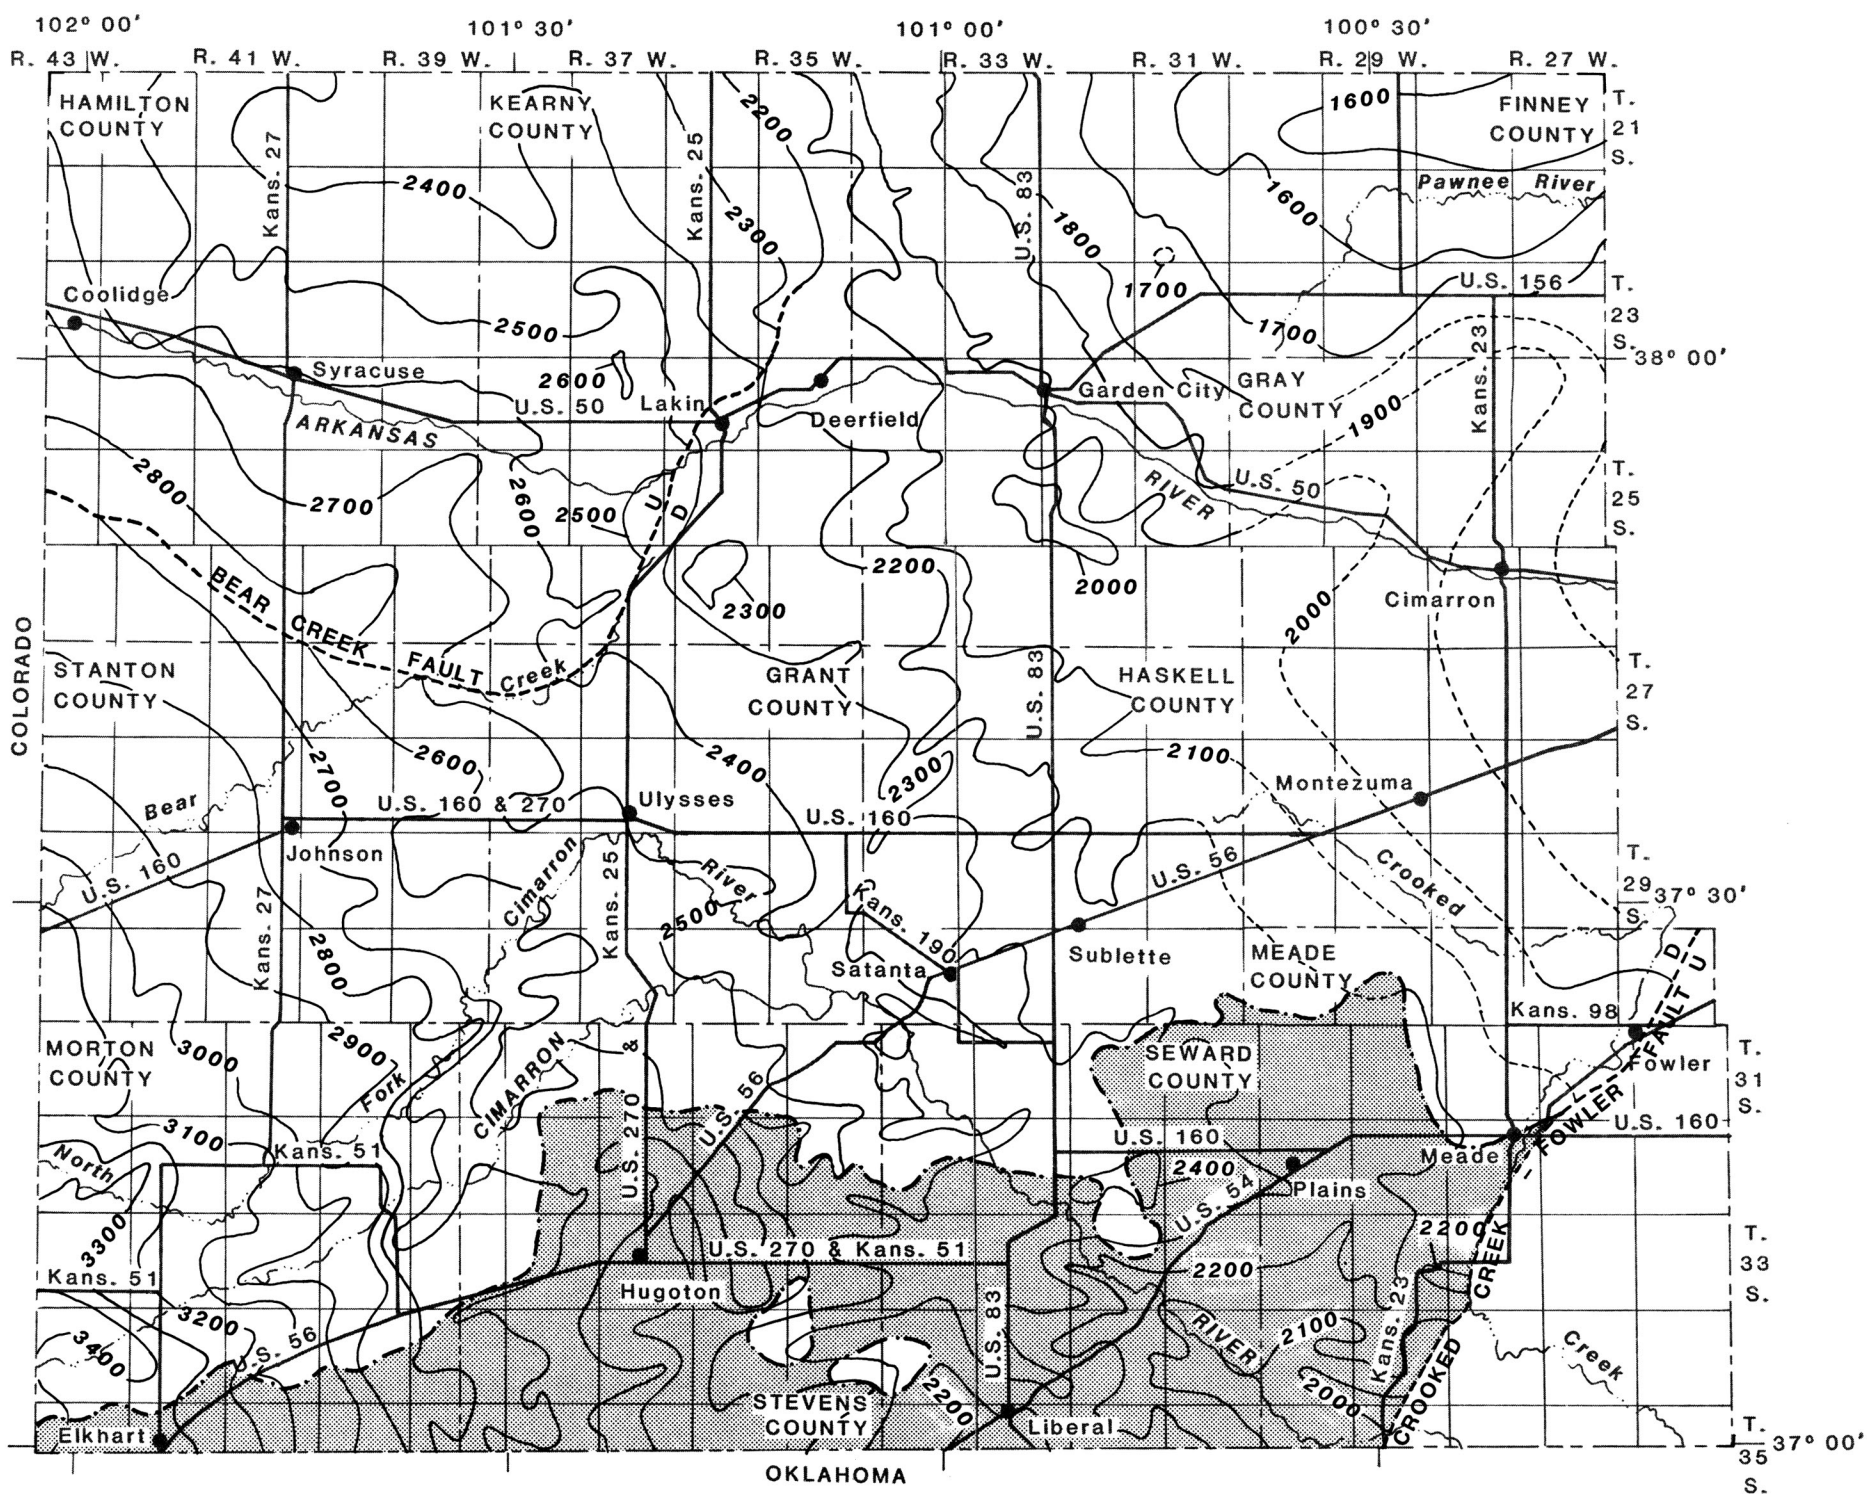 102° 00'
101° 30'
101° 00'
100° 30'
R. 43 W.
R. 41 W.
R. 39 W.
R. 37 W.
R. 35 W.
R. 33 W.
R. 31 W.
R. 29 W.
R. 27 W.
HAMILTON
COUNTY
KEARNY
COUNTY
2200
1600
FINNEY
COUNTY
T.
21
S.
Kans. 27
Kans. 25
2400
2300
U.S. 83
1800
1600
Pawnee River
Coolidge
2500
1700
1700
U.S. 156
T.
23
S.
38° 00'
Syracuse
2600
U.S. 50
Lakin
Deerfield
Garden City
GRAY
COUNTY
1900
Kans. 23
ARKANSAS
RIVER
U.S. 50
2800
2700
2600
2500
U
D
T.
25
S.
2300
2200
2000
2000
Cimarron
BEAR
CREEK
FAULT
Creek
COLORADO
STANTON
COUNTY
GRANT
COUNTY
U.S. 83
HASKELL
COUNTY
T.
27
S.
2700
2600
2400
2300
2100
Montezuma
Bear
U.S. 160 & 270
Ulysses
U.S. 160
Johnson
U.S. 160
Cimarron
Kans. 25
River
U.S. 56
Crooked
T.
29
S.
37° 30'
Kans. 27
2800
2500
Kans. 190
Satanta
Sublette
MEADE
COUNTY
D
U
Kans. 98
FAULT
MORTON
COUNTY
3000
2900
Fork
CIMARRON
&
U.S. 270
U.S. 56
SEWARD
COUNTY
Fowler
FOWLER
T.
31
S.
3100
Kans. 51
North
U.S. 160
2400
U.S. 54
Plains
Meade
U.S. 160
3300
Kans. 51
U.S. 270 & Kans. 51
2200
2200
CREEK
T.
33
S.
Hugoton
3200
3400
U.S. 56
U.S. 83
RIVER
2100
Kans. 23
Creek
STEVENS
COUNTY
2200
2000
CROOKED
Elkhart
Liberal
T.
35
S.
37° 00'
OKLAHOMA